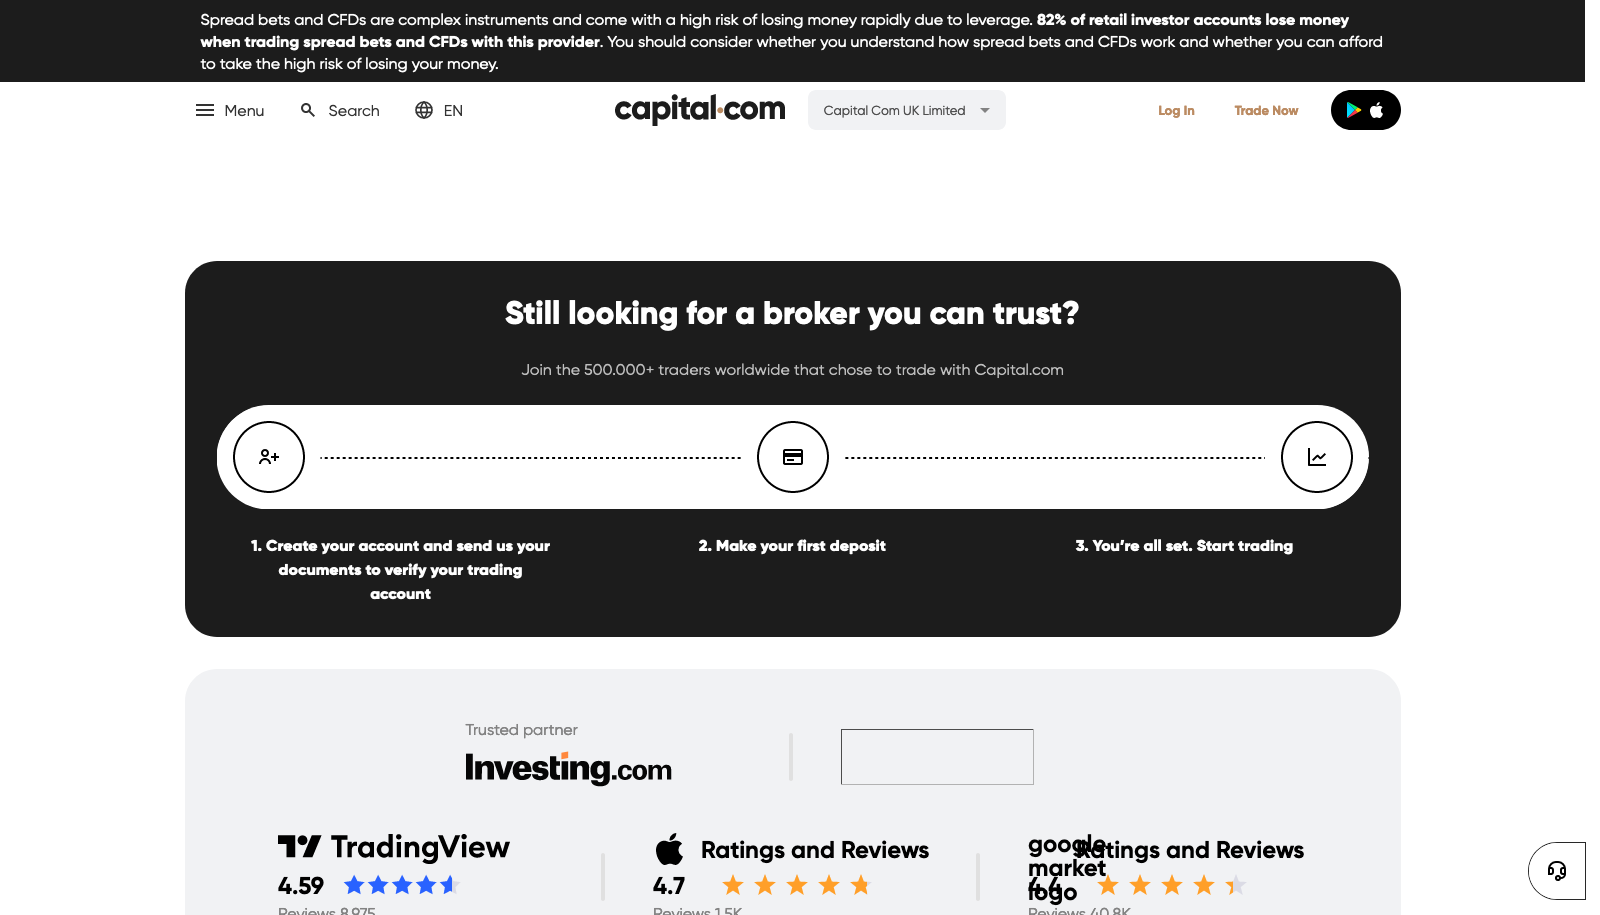 Spread bets and CFDs are complex instruments and come with a high risk of losing money rapidly due to leverage. 82% of retail investor accounts lose money
when trading spread bets and CFDs with this provider. You should consider whether you understand how spread bets and CFDs work and whether you can afford
to take the high risk of losing your money.
Menu
Search
EN
capital.com
Capital Com UK Limited
Log In
Trade Now
Still looking for a broker you can trust?
Join the 500.000+ traders worldwide that chose to trade with Capital.com
1. Create your account and send us your
documents to verify your trading
account
2. Make your first deposit
3. You're all set. Start trading
Trusted partner
Investing.com
TradingView
4.59
Reviews 8,975
Ratings and Reviews
4.7
Reviews 1.5K
google
market
logo
Ratings and Reviews
4.4
Reviews 40.8K